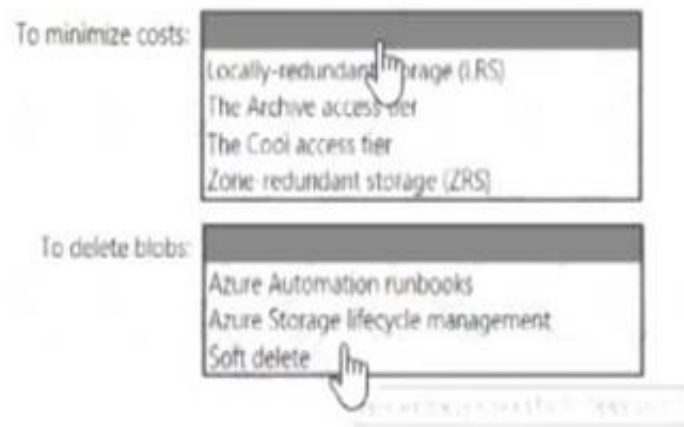 To minimize costs:
Locally-redundant storage (LRS)
The Archive access tier
The Cool access tier
Zone-redundant storage (ZRS)
To delete blobs:
Azure Automation runbooks
Azure Storage lifecycle management
Soft delete